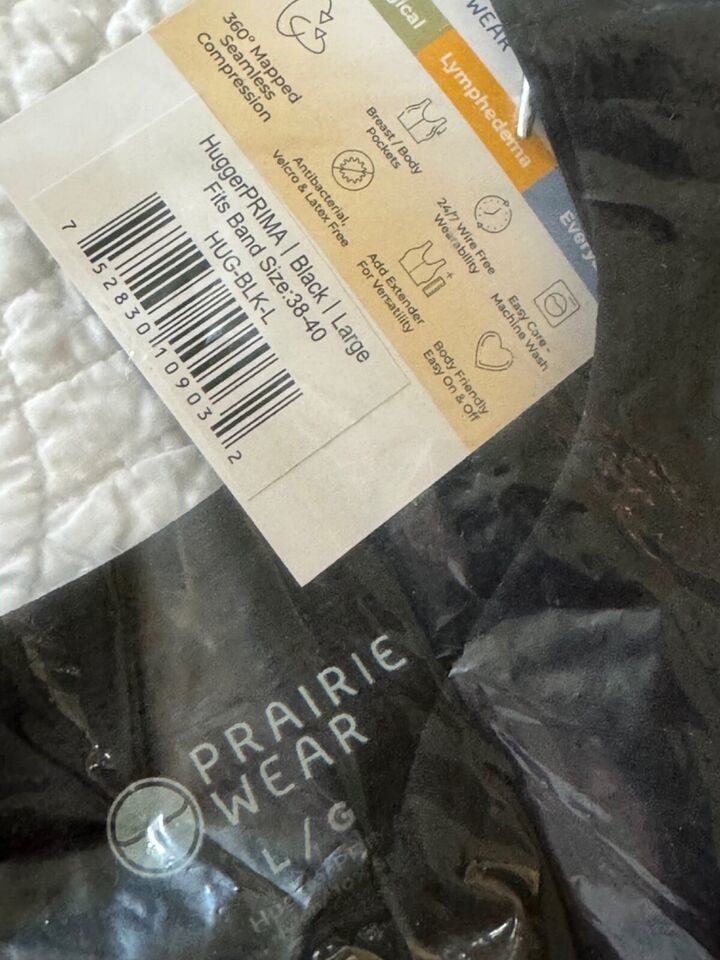 WEAR
gical
Lymphedema
Every
360° Mapped
Seamless
Compression
Breast / Body
Pockets
Antibacterial,
Velcro & Latex Free
24/7 Wire Free
Wearability
Add Extender
For Versatility
Easy Care -
Machine Wash
Body Friendly
Easy On & Off
HuggerPRIMA | Black | Large
Fits Band Size:38-40
HUG-BLK-L
7 52830 10903 2
PRAIRIE
WEAR
L / G